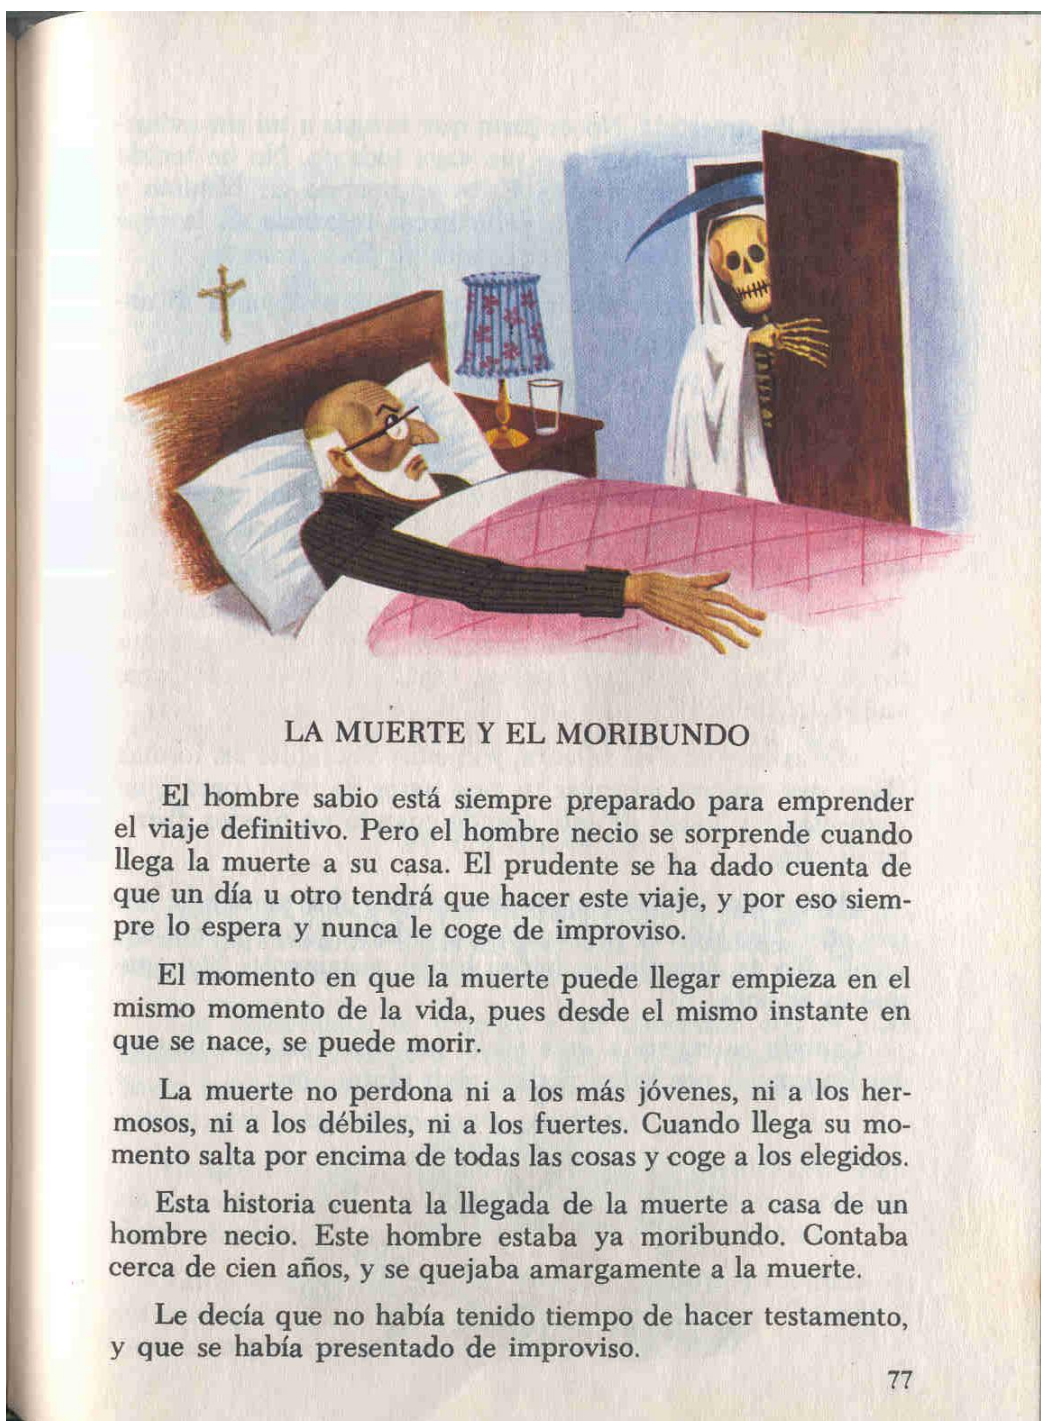 LA MUERTE Y EL MORIBUNDO
El hombre sabio está siempre preparado para emprender
el viaje definitivo. Pero el hombre necio se sorprende cuando
llega la muerte a su casa. El prudente se ha dado cuenta de
que un día u otro tendrá que hacer este viaje, y por eso siem-
pre lo espera y nunca le coge de improviso.
El momento en que la muerte puede llegar empieza en el
mismo momento de la vida, pues desde el mismo instante en
que se nace, se puede morir.
La muerte no perdona ni a los más jóvenes, ni a los her-
mosos, ni a los débiles, ni a los fuertes. Cuando llega su mo-
mento salta por encima de todas las cosas y coge a los elegidos.
Esta historia cuenta la llegada de la muerte a casa de un
hombre necio. Este hombre estaba ya moribundo. Contaba
cerca de cien años, y se quejaba amargamente a la muerte.
Le decía que no había tenido tiempo de hacer testamento,
y que se había presentado de improviso.
77